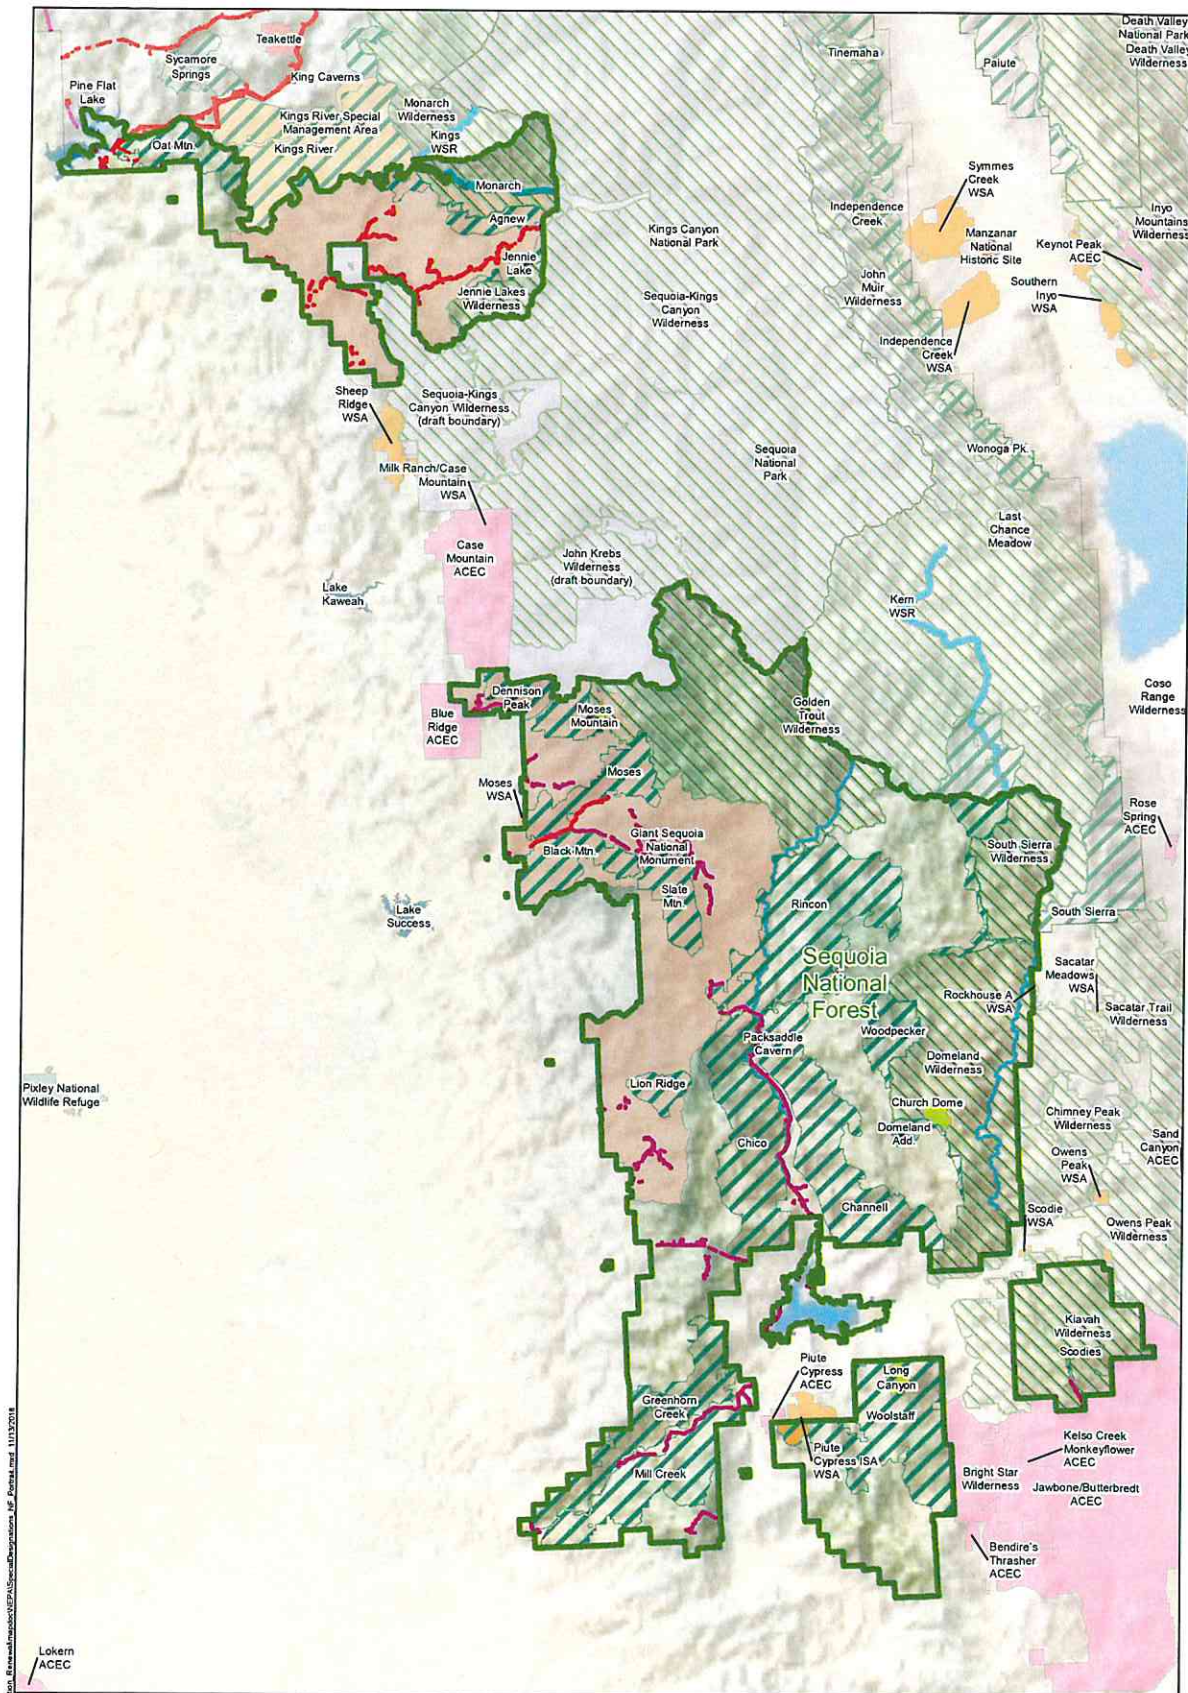 Death Valley
National Park
Death Valley
Wilderness
Teakettle
Sycamore
Springs
King Caverns
Tinemaha
Paiute
Pine Flat
Lake
Kings River Special
Management Area
Monarch
Wilderness
Kings
WSR
Oat Mtn.
Kings River
Monarch
Agnew
Jennie
Lake
Jennie Lakes
Wilderness
Kings Canyon
National Park
Independence
Creek
Symmes
Creek
WSA
Manzanar
National
Historic Site
Inyo
Mountains
Wilderness
Keynot Peak
ACEC
Southern
Inyo
WSA
John
Muir
Wilderness
Sequoia-Kings
Canyon
Wilderness
Independence
Creek
WSA
Sheep
Ridge
WSA
Sequoia-Kings
Canyon Wilderness
(draft boundary)
Milk Ranch/Case
Mountain
WSA
Sequoia
National
Park
Wonoga Pk.
Last
Chance
Meadow
Case
Mountain
ACEC
John Krebs
Wilderness
(draft boundary)
Lake
Kaweah
Kern
WSR
Dennison
Peak
Moses
Mountain
Blue
Ridge
ACEC
Golden
Trout
Wilderness
Coso
Range
Wilderness
Moses
WSA
Moses
Rose
Spring
ACEC
Giant Sequoia
National
Monument
Black Mtn.
South Sierra
Wilderness
Slate
Mtn.
Rincon
Lake
Success
South Sierra
Sequoia
National
Forest
Sacatar
Meadows
WSA
Rockhouse A
WSA
Sacatar Trail
Wilderness
Packsaddle
Cavern
Woodpecker
Domeland
Wilderness
Pixley National
Wildlife Refuge
Lion Ridge
Church Dome
Domeland
Add.
Chimney Peak
Wilderness
Chico
Sand
Canyon
ACEC
Owens
Peak
WSA
Channell
Scodie
WSA
Owens Peak
Wilderness
Kiavah
Wilderness
Scodies
Piute
Cypress
ACEC
Long
Canyon
Greenhorn
Creek
Woolstaff
Piute
Cypress ISA
WSA
Mill Creek
Kelso Creek
Monkeyflower
ACEC
Bright Star
Wilderness
Jawbone/Butterbredt
ACEC
Bendire's
Thrasher
ACEC
Lokern
ACEC